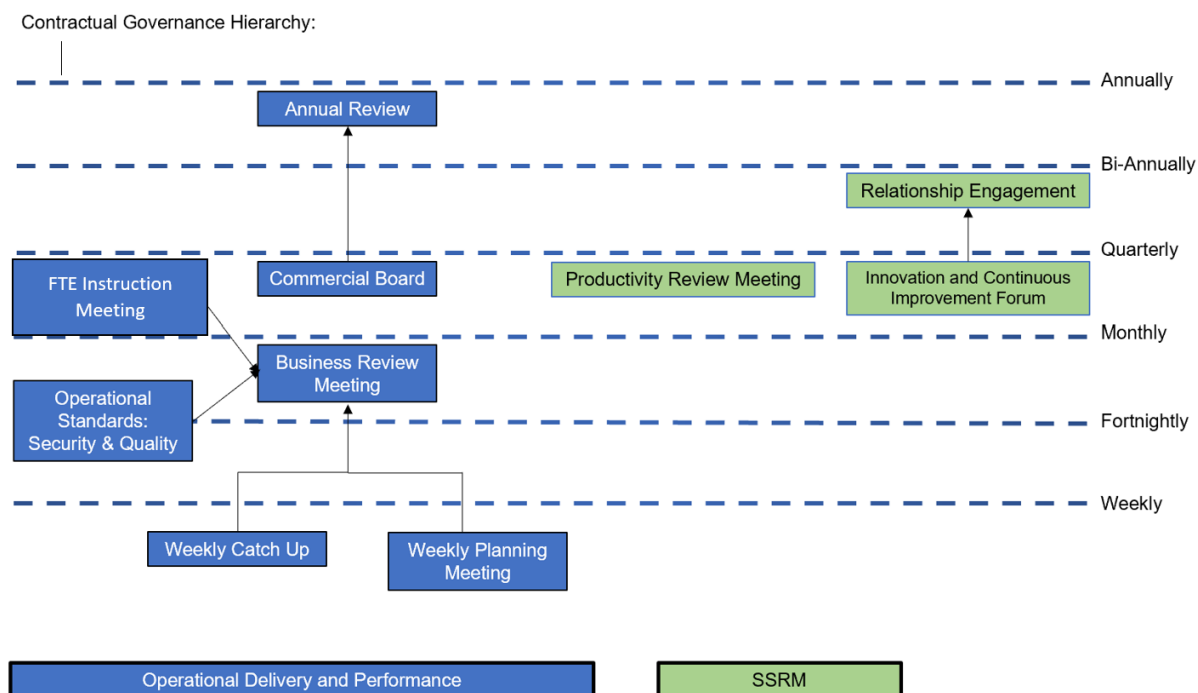 Contractual Governance Hierarchy:
Annually
Annual Review
Bi-Annually
Relationship Engagement
Quarterly
FTE Instruction
Meeting
Commercial Board
Productivity Review Meeting
Innovation and Continuous
Improvement Forum
Monthly
Business Review
Meeting
Operational
Standards:
Security & Quality
Fortnightly
Weekly
Weekly Catch Up
Weekly Planning
Meeting
Operational Delivery and Performance
SSRM